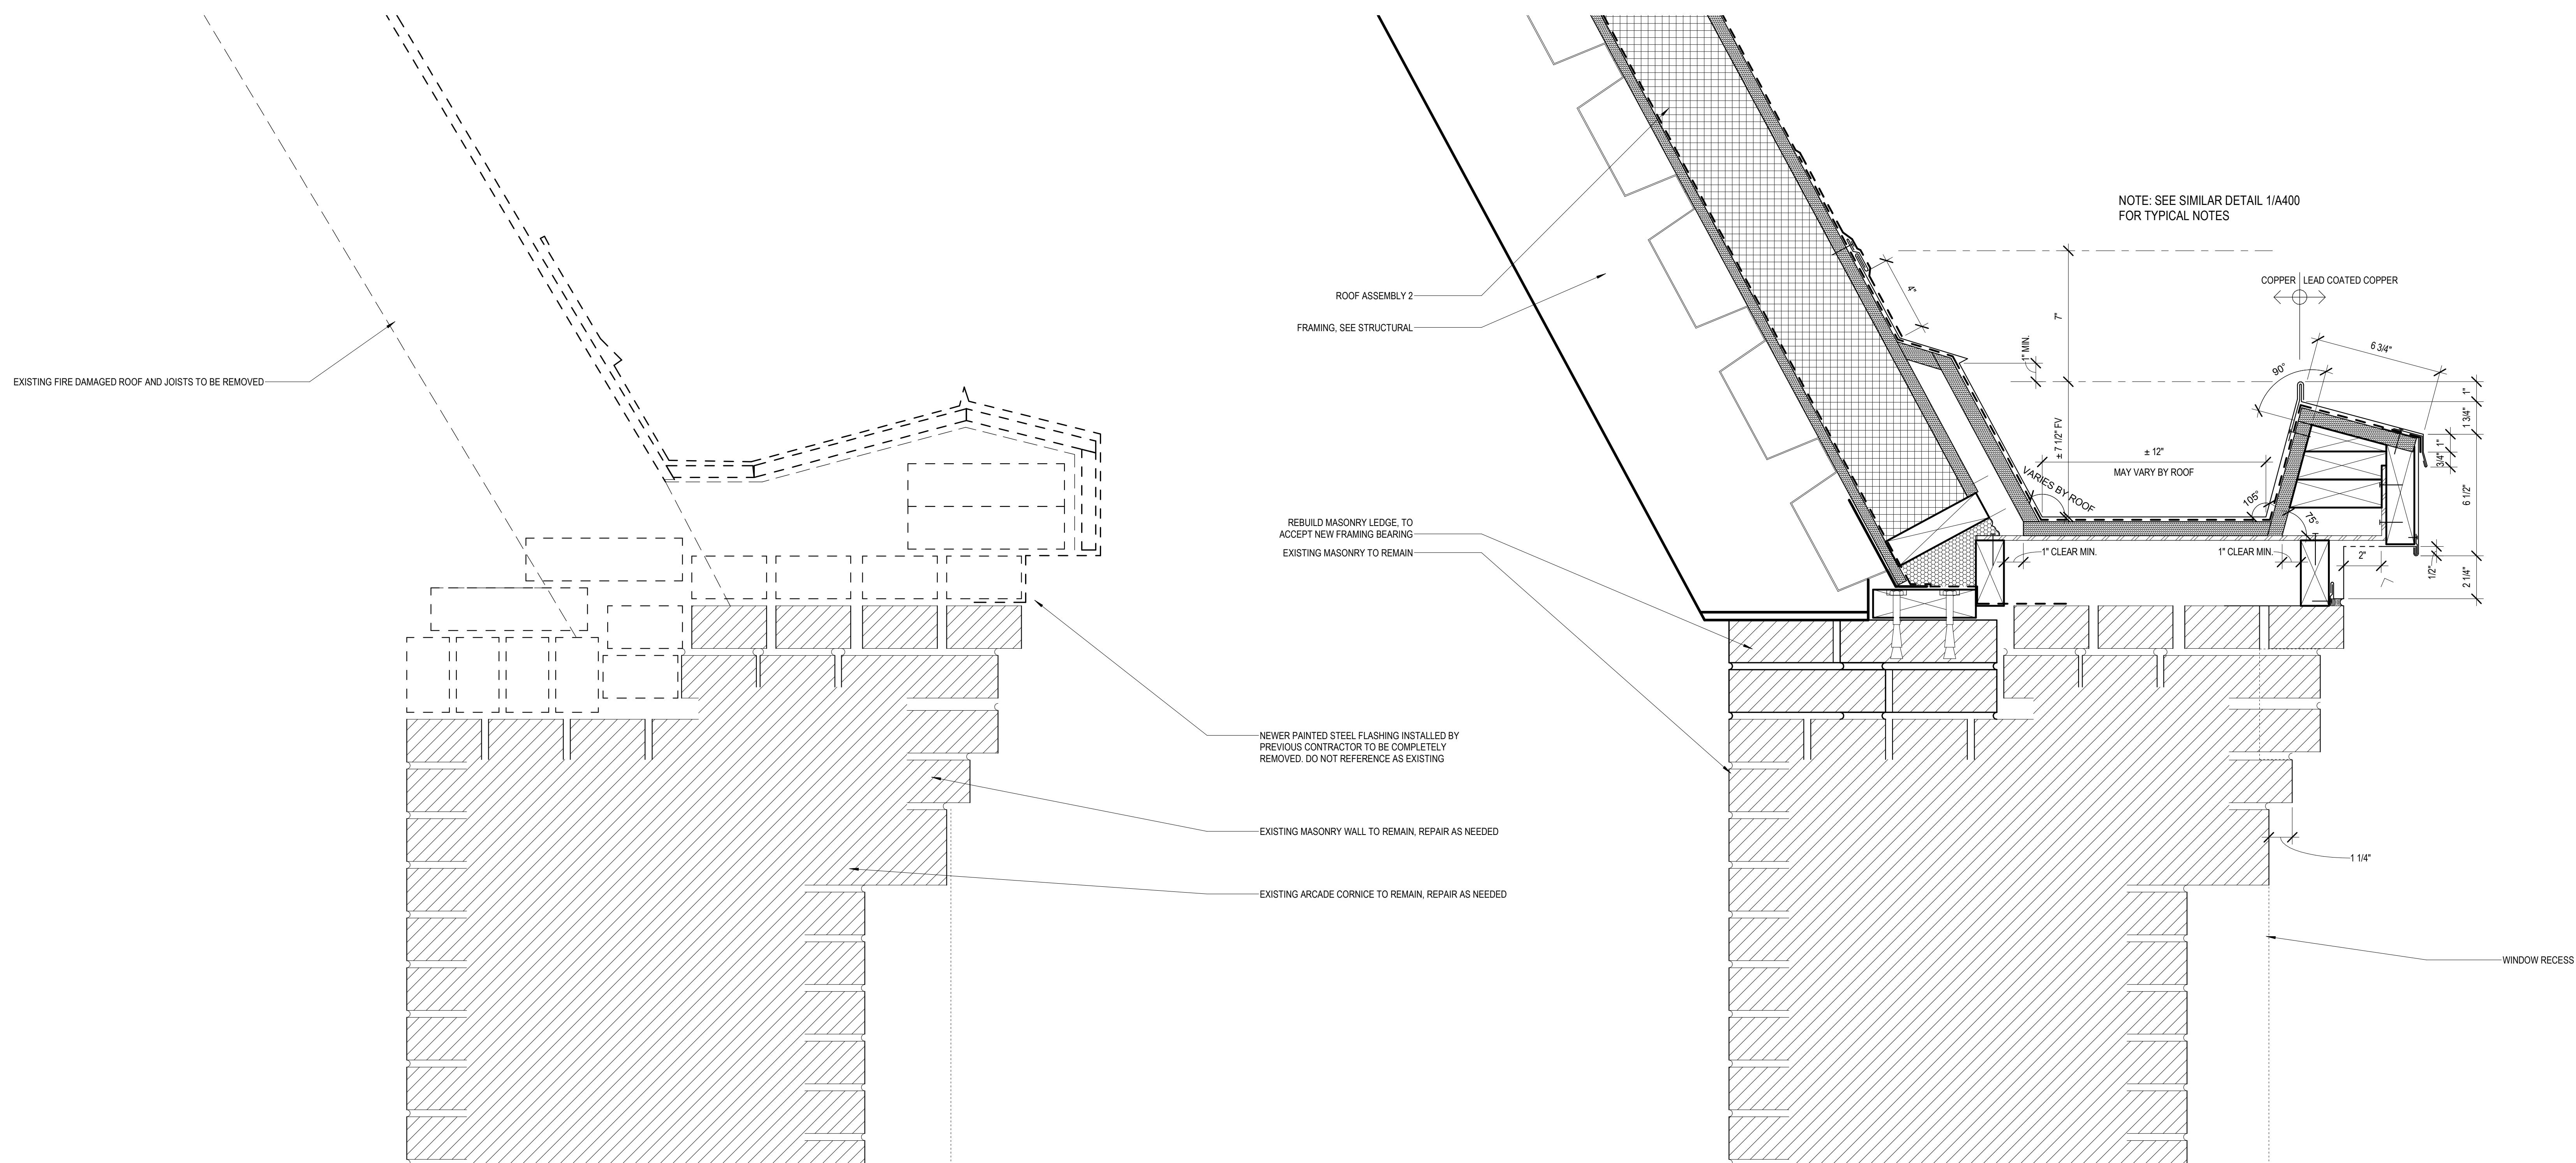 EXISTING FIRE DAMAGED ROOF AND JOISTS TO BE REMOVED
NEWER PAINTED STEEL FLASHING INSTALLED BY
PREVIOUS CONTRACTOR TO BE COMPLETELY
REMOVED. DO NOT REFERENCE AS EXISTING
EXISTING MASONRY WALL TO REMAIN, REPAIR AS NEEDED
EXISTING ARCADE CORNICE TO REMAIN, REPAIR AS NEEDED
ROOF ASSEMBLY 2
FRAMING, SEE STRUCTURAL
REBUILD MASONRY LEDGE, TO
ACCEPT NEW FRAMING BEARING
EXISTING MASONRY TO REMAIN
NOTE: SEE SIMILAR DETAIL 1/A400
FOR TYPICAL NOTES
COPPER
LEAD COATED COPPER
4"
7"
1" MIN.
± 7 1/2" FV
± 12"
MAY VARY BY ROOF
VARIES BY ROOF
105°
75°
90°
6 3/4"
1"
1 3/4"
1"
3/4"
6 1/2"
1" CLEAR MIN.
1" CLEAR MIN.
2"
1/2"
2 1/4"
1 1/4"
WINDOW RECESS